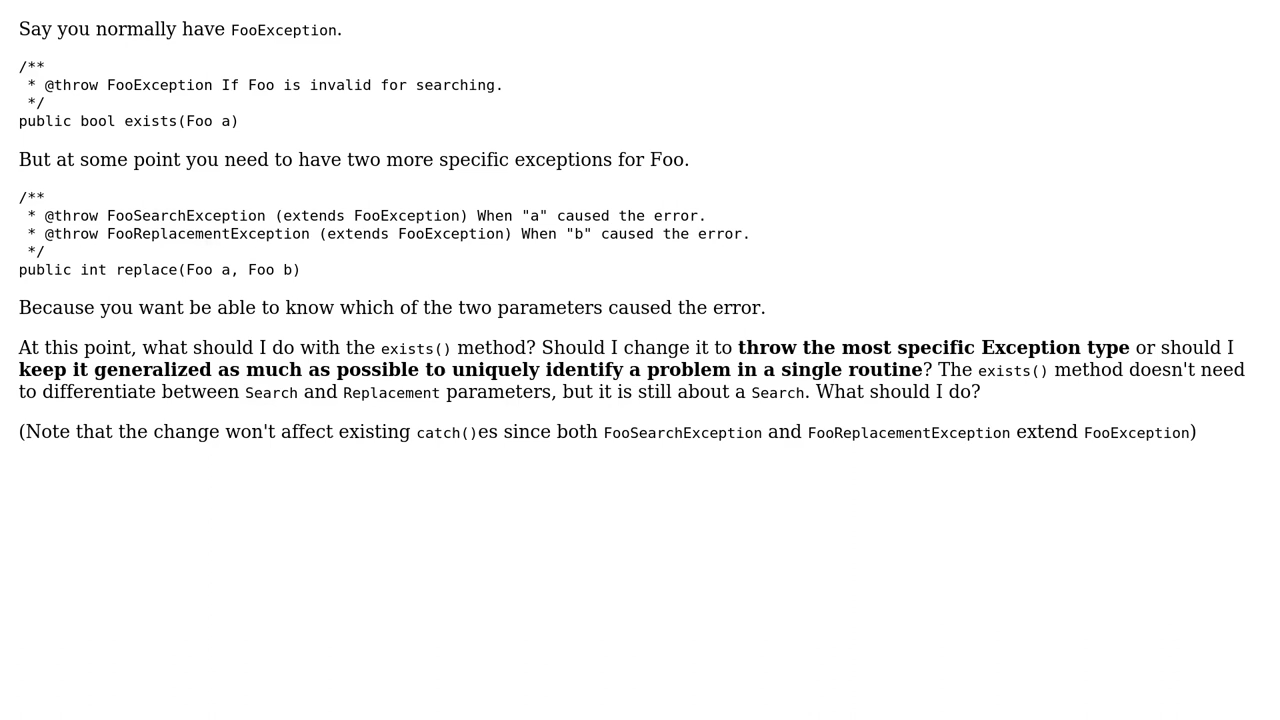 Say you normally have FooException.
/**
 * @throw FooException If Foo is invalid for searching.
 */
public bool exists(Foo a)
But at some point you need to have two more specific exceptions for Foo.
/**
 * @throw FooSearchException (extends FooException) When "a" caused the error.
 * @throw FooReplacementException (extends FooException) When "b" caused the error.
 */
public int replace(Foo a, Foo b)
Because you want be able to know which of the two parameters caused the error.
At this point, what should I do with the exists() method? Should I change it to throw the most specific Exception type or should I
keep it generalized as much as possible to uniquely identify a problem in a single routine? The exists() method doesn't need
to differentiate between Search and Replacement parameters, but it is still about a Search. What should I do?
(Note that the change won't affect existing catch()es since both FooSearchException and FooReplacementException extend FooException)